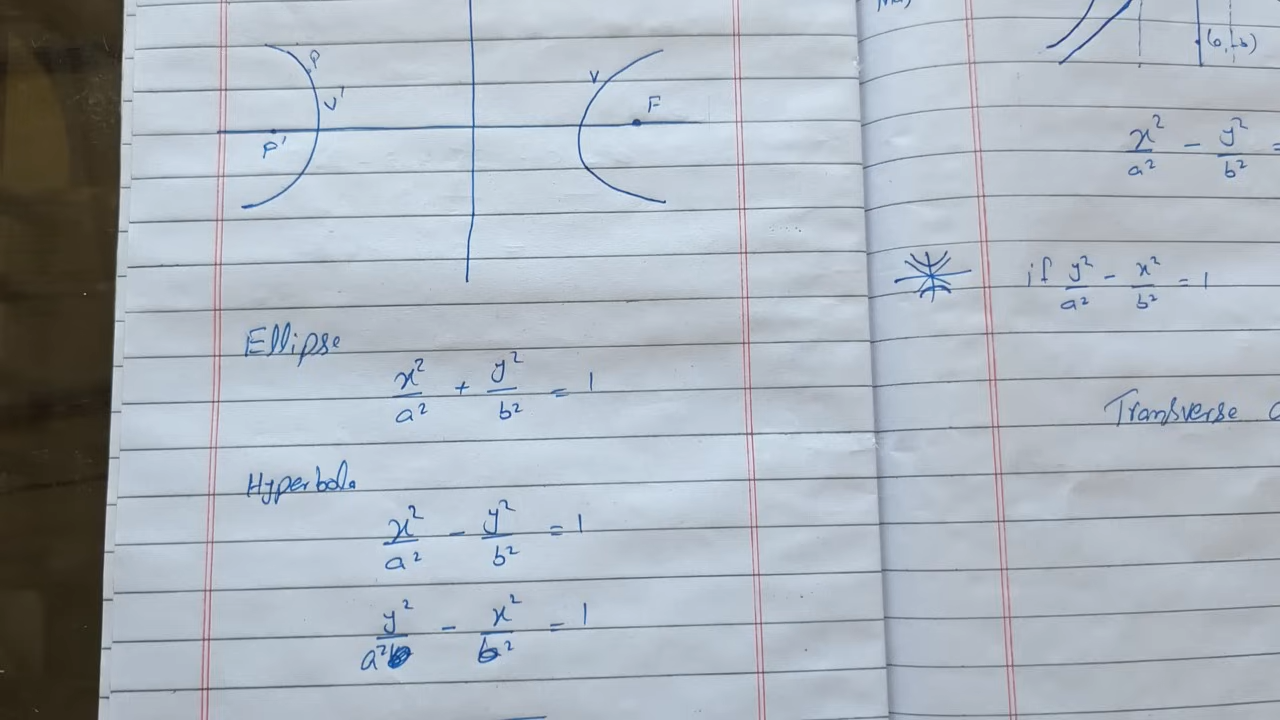 P
V'
P'
V
F
Ellipse
x²/a² + y²/b² = 1
Hyperbola
x²/a² - y²/b² = 1
y²/a² - x²/b² = 1
(0,-b)
x²/a² - y²/b² =
if y²/a² - x²/b² = 1
Transverse